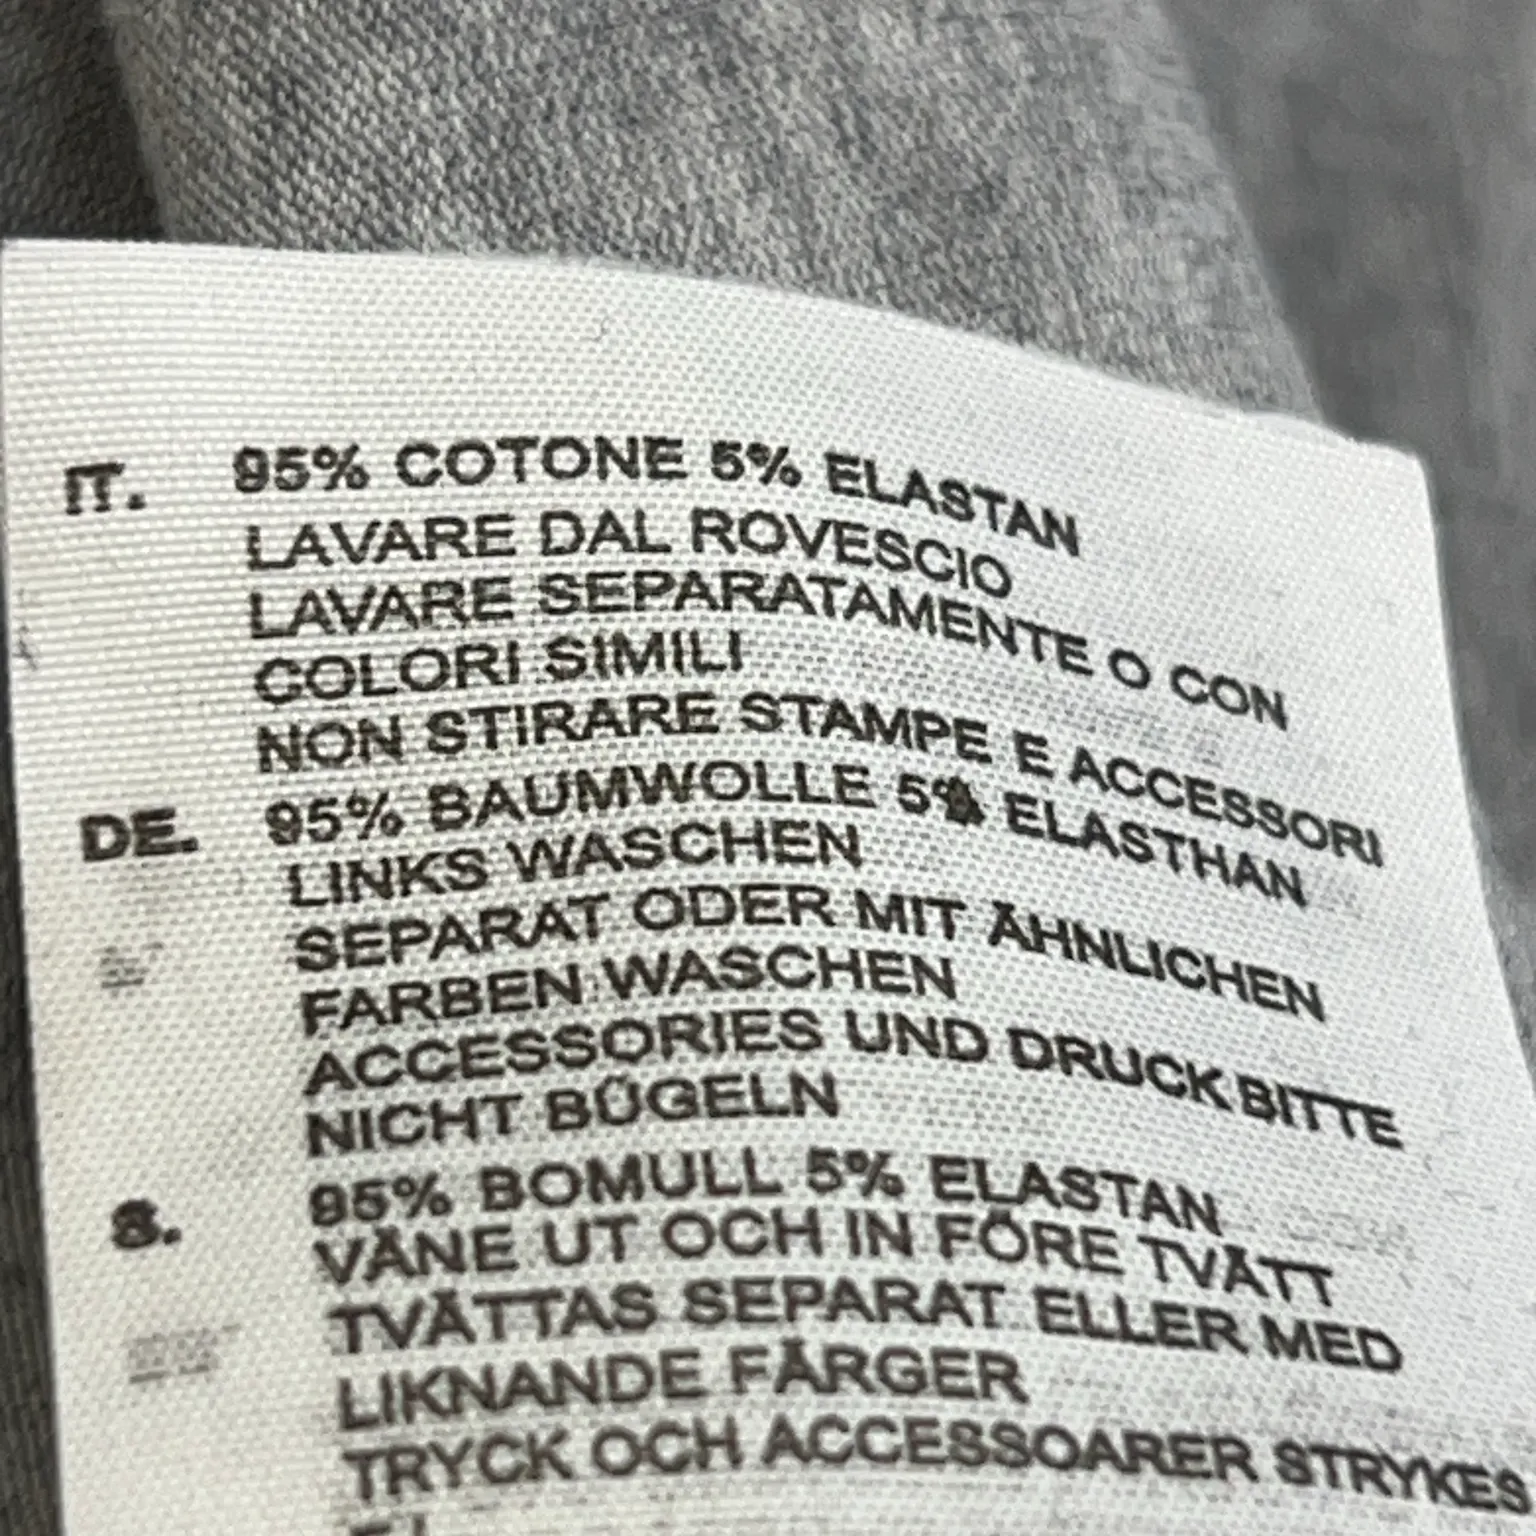 IT. 95% COTONE 5% ELASTAN
LAVARE DAL ROVESCIO
LAVARE SEPARATAMENTE O CON
COLORI SIMILI
NON STIRARE STAMPE E ACCESSORI
DE. 95% BAUMWOLLE 5% ELASTHAN
LINKS WASCHEN
SEPARAT ODER MIT ÄHNLICHEN
FARBEN WASCHEN
ACCESSORIES UND DRUCK BITTE
NICHT BÜGELN
S. 95% BOMULL 5% ELASTAN
VÄNE UT OCH IN FÖRE TVÄTT
TVÄTTAS SEPARAT ELLER MED
LIKNANDE FÄRGER
TRYCK OCH ACCESSOARER STRYKES